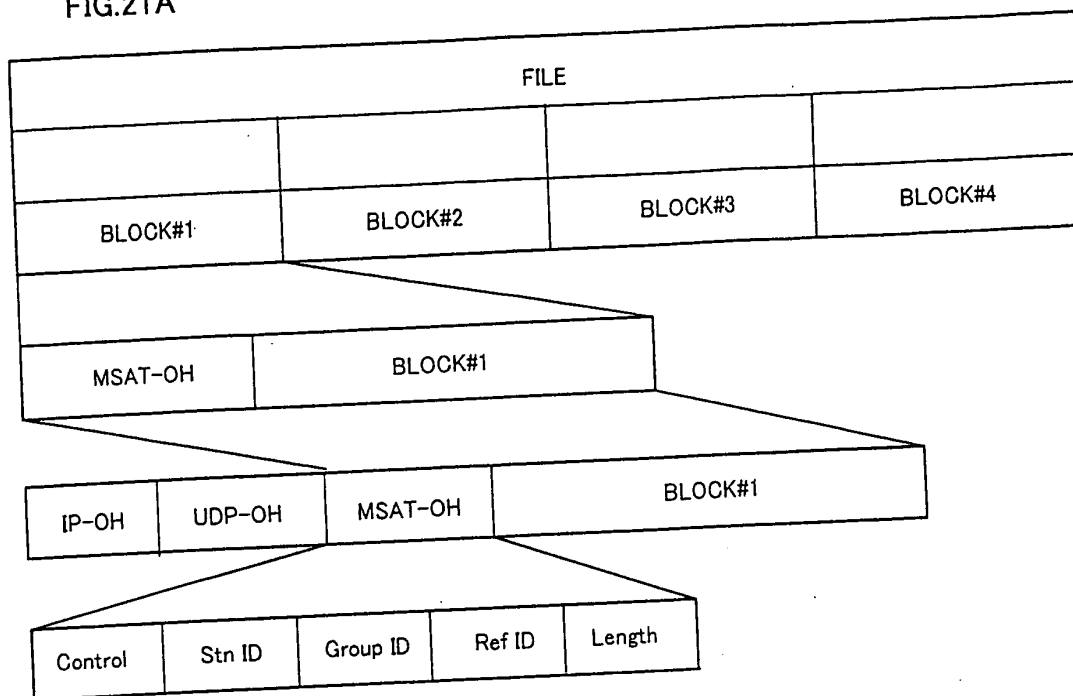 FIG.21A
FILE
BLOCK#1 BLOCK#2 BLOCK#3 BLOCK#4
MSAT-OH BLOCK#1
IP-OH UDP-OH MSAT-OH BLOCK#1
Control Stn ID Group ID Ref ID Length